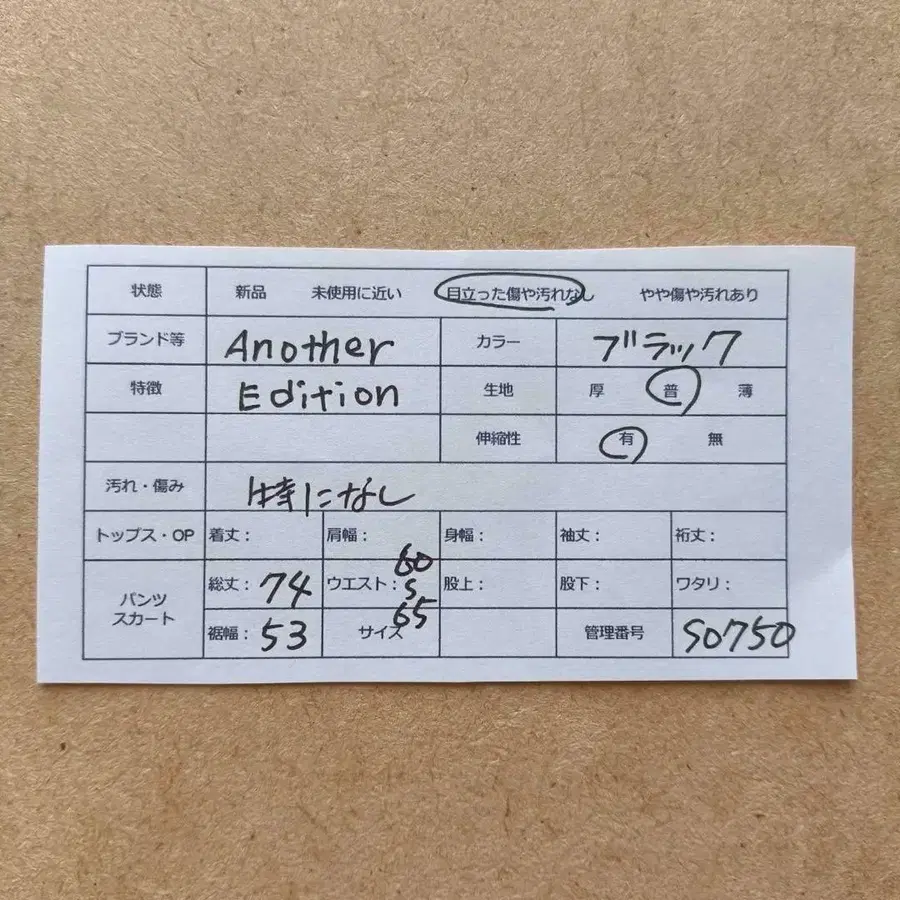 状態 新品 未使用に近い 目立った傷や汚れなし やや傷や汚れあり
ブランド等 Another カラー ブラック
特徴 Edition 生地 厚 普 薄
伸縮性 有 無
汚れ・傷み 特になし
トップス・OP 着丈: 肩幅: 身幅: 袖丈: 裄丈:
パンツ スカート 総丈: 74 ウエスト: 60 S 65 股上: 股下: ワタリ:
裾幅: 53 サイズ 管理番号 S0750